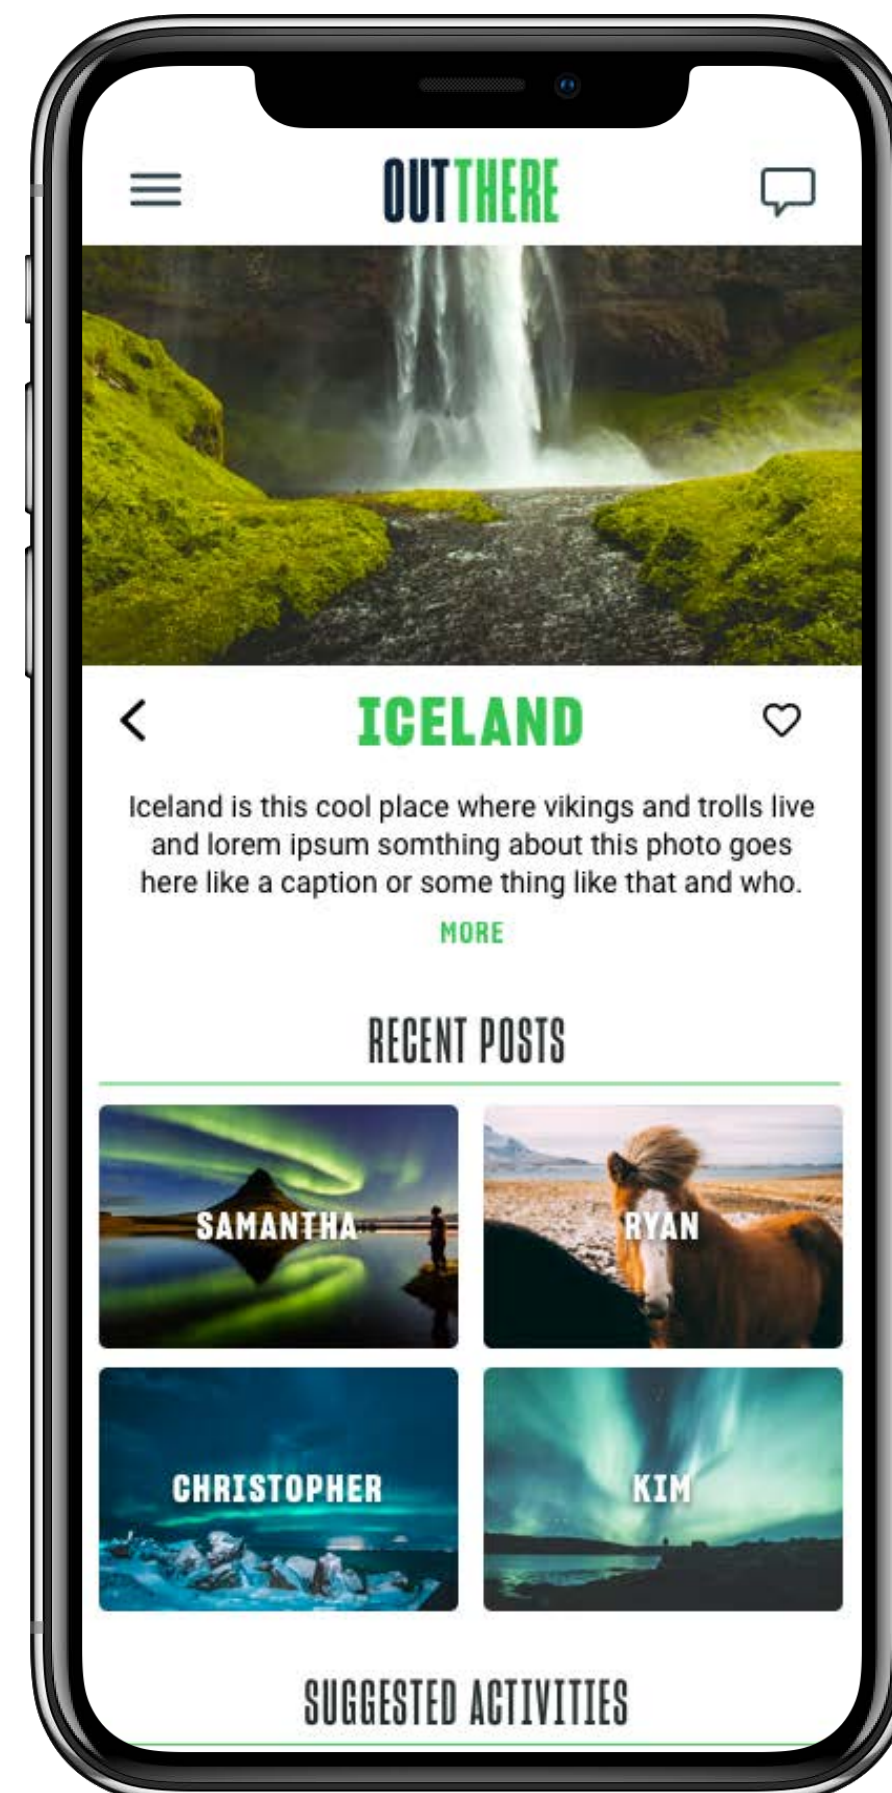 OUTTHERE
ICELAND
Iceland is this cool place where vikings and trolls live
and lorem ipsum somthing about this photo goes
here like a caption or some thing like that and who.
MORE
RECENT POSTS
SAMANTHA
RYAN
CHRISTOPHER
KIM
SUGGESTED ACTIVITIES